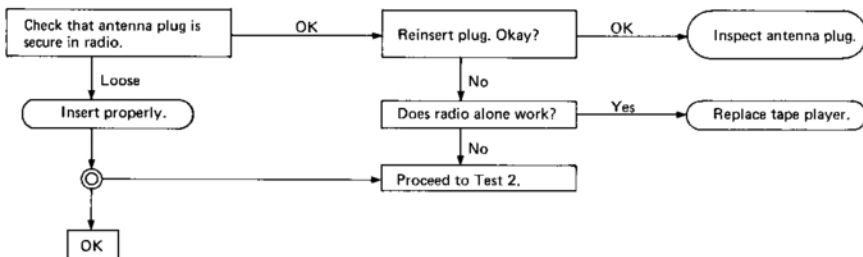 Check that antenna plug is
secure in radio.
OK
Reinsert plug. Okay?
OK
Inspect antenna plug.
Loose
No
Insert properly.
Does radio alone work?
Yes
Replace tape player.
No
Proceed to Test 2.
OK